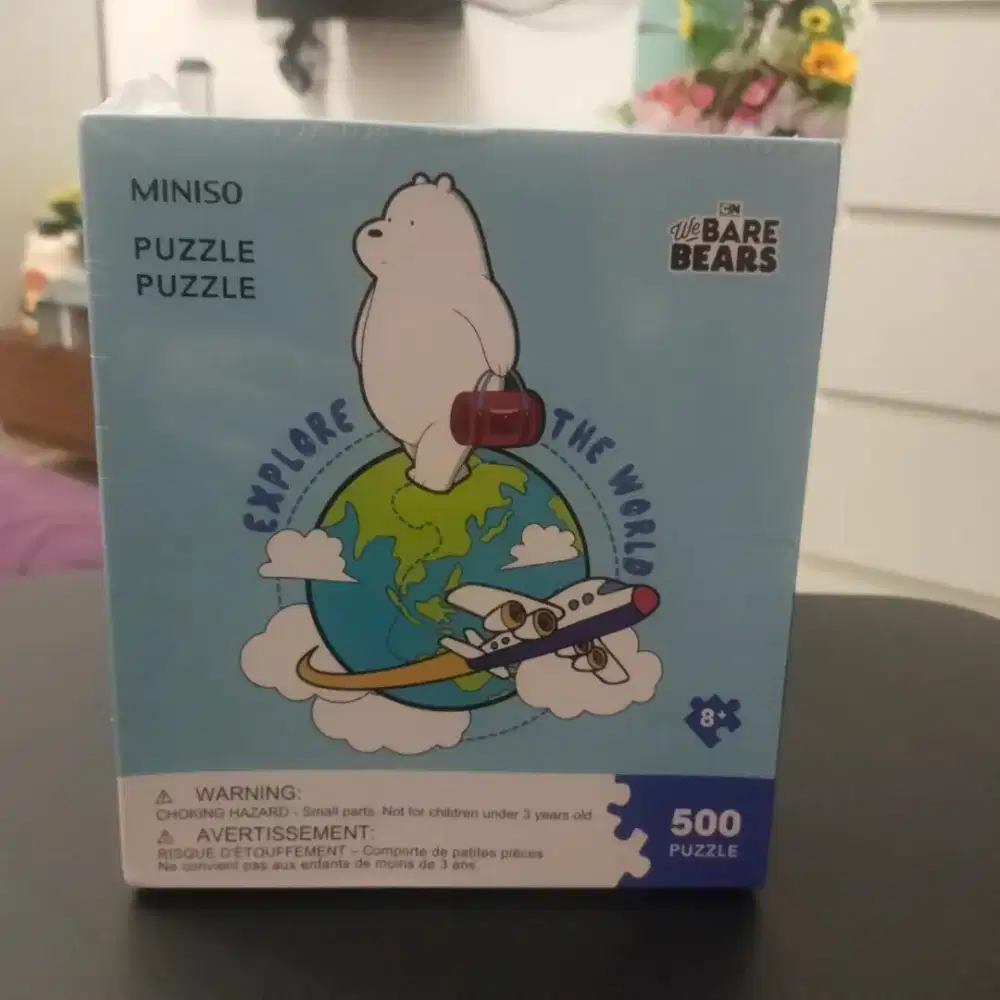 MINISO
PUZZLE
PUZZLE
CN
We BARE
BEARS
EXPLORE THE WORLD
8+
⚠ WARNING:
CHOKING HAZARD - Small parts. Not for children under 3 years old
⚠ AVERTISSEMENT:
RISQUE D'ÉTOUFFEMENT – Comporte de petites pièces
Ne convient pas aux enfants de moins de 3 ans
500
PUZZLE